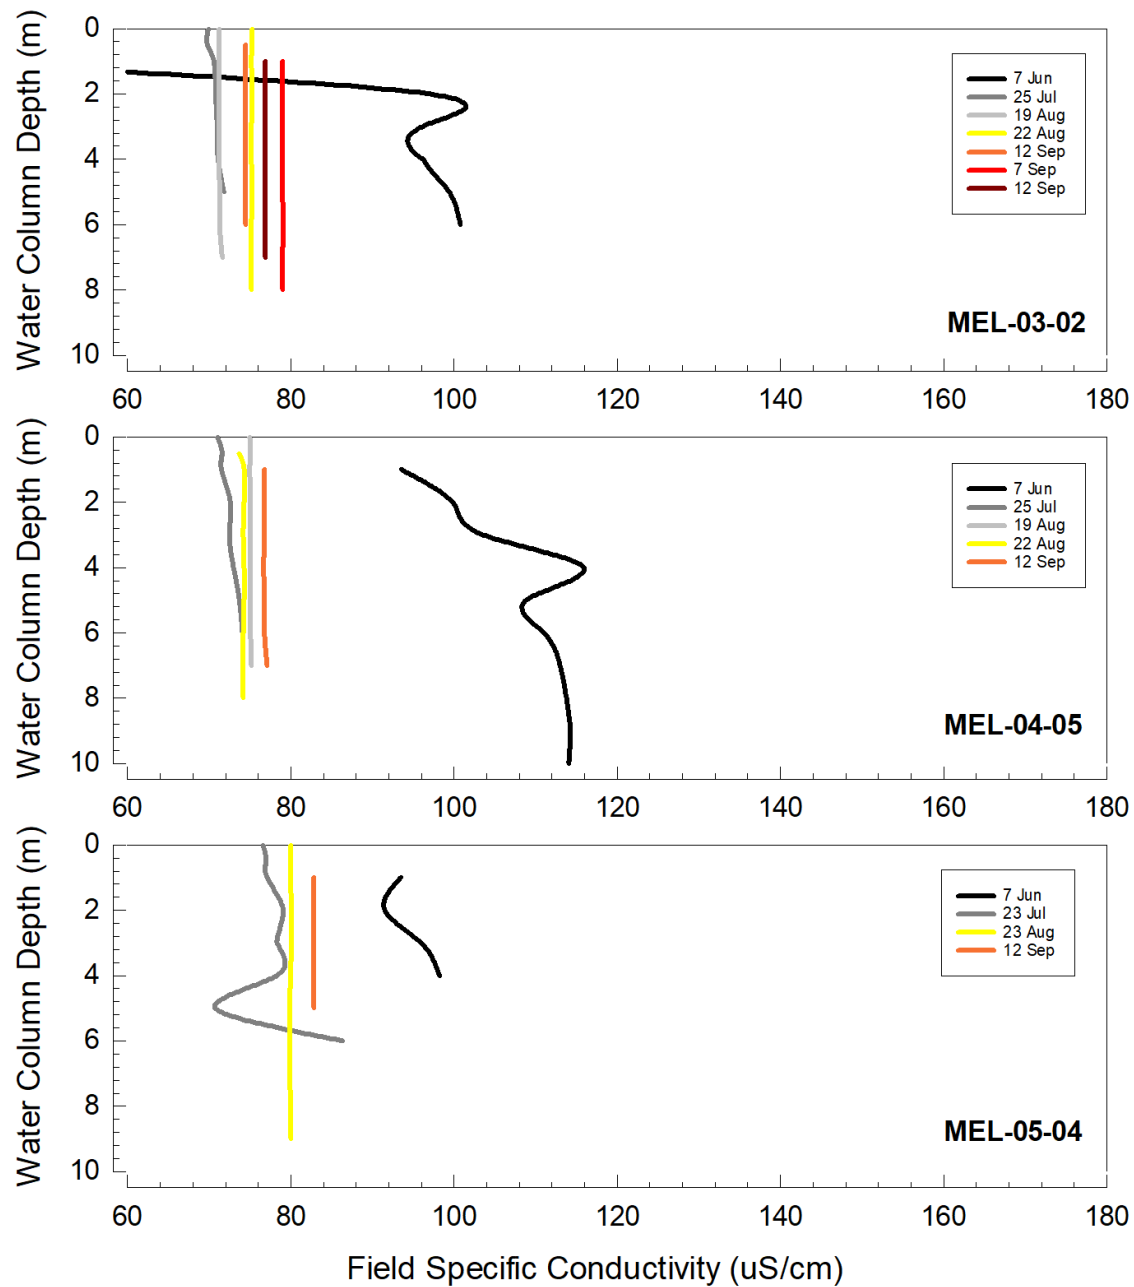 Water Column Depth (m)
0
2
4
6
8
10
7 Jun
25 Jul
19 Aug
22 Aug
12 Sep
7 Sep
12 Sep
MEL-03-02
60 80 100 120 140 160 180
Water Column Depth (m)
0
2
4
6
8
10
7 Jun
25 Jul
19 Aug
22 Aug
12 Sep
MEL-04-05
60 80 100 120 140 160 180
Water Column Depth (m)
0
2
4
6
8
10
7 Jun
23 Jul
23 Aug
12 Sep
MEL-05-04
60 80 100 120 140 160 180
Field Specific Conductivity (uS/cm)